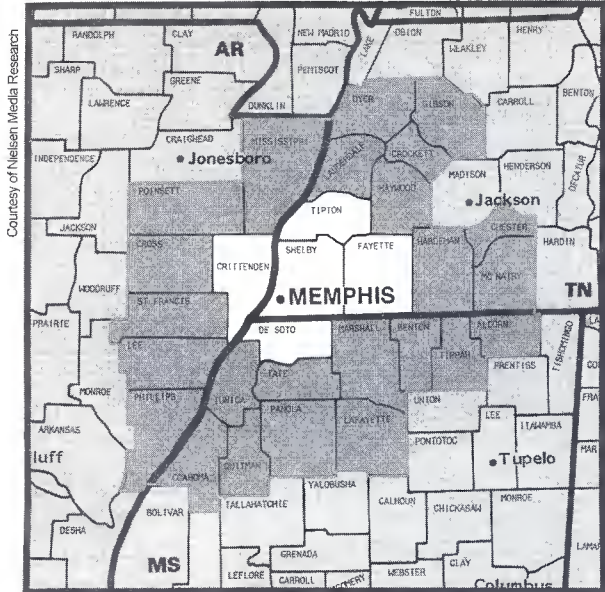 Courtesy of Nielsen Media Research
FULTON
RANDOLPH
CLAY
NEW MADRID
OBION
HENRY
AR
LAKE
WEAKLEY
SHARP
PEMISCOT
GREENE
BENTON
LAWRENCE
DUNKLIN
DYER
GIBSON
CARROLL
CRAIGHEAD
MISSISSIPPI
LAUDERDALE
CROCKETT
INDEPENDENCE
Jonesboro
MADISON
HENDERSON
DECATUR
POINSETT
HAYWOOD
Jackson
TIPTON
JACKSON
CHESTER
CROSS
SHELBY
FAYETTE
HARDEMAN
HARDIN
CRITTENDEN
MC NAIRY
WOODRUFF
TN
ST FRANCIS
MEMPHIS
PRAIRIE
DE SOTO
MARSHALL
BENTON
ALCORN
LEE
TIPPAH
TISHOMINGO
TATE
PRENTISS
MONROE
PHILLIPS
TUNICA
PANOLA
UNION
LEE
ITAWAMBA
ARKANSAS
LAFAYETTE
PONTOTOC
luff
QUITMAN
Tupelo
COAHOMA
YALOBUSHA
BOLIVAR
TALLAHATCHIE
CALHOUN
MONROE
CHICKASAW
DESHA
GRENADA
MS
LEFLORE
CARROLL
WEBSTER
CLAY
Columbus